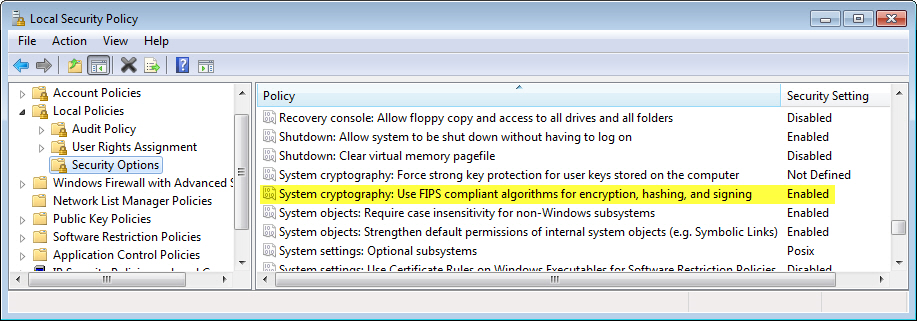 Local Security Policy
File Action View Help
Account Policies
Local Policies
Audit Policy
User Rights Assignment
Security Options
Windows Firewall with Advanced S
Network List Manager Policies
Public Key Policies
Software Restriction Policies
Application Control Policies
Policy Security Setting
Recovery console: Allow floppy copy and access to all drives and all folders Disabled
Shutdown: Allow system to be shut down without having to log on Enabled
Shutdown: Clear virtual memory pagefile Disabled
System cryptography: Force strong key protection for user keys stored on the computer Not Defined
System cryptography: Use FIPS compliant algorithms for encryption, hashing, and signing Enabled
System objects: Require case insensitivity for non-Windows subsystems Enabled
System objects: Strengthen default permissions of internal system objects (e.g. Symbolic Links) Enabled
System settings: Optional subsystems Posix
System settings: Use Certificate Rules on Windows Executables for Software Restriction Policies Disabled